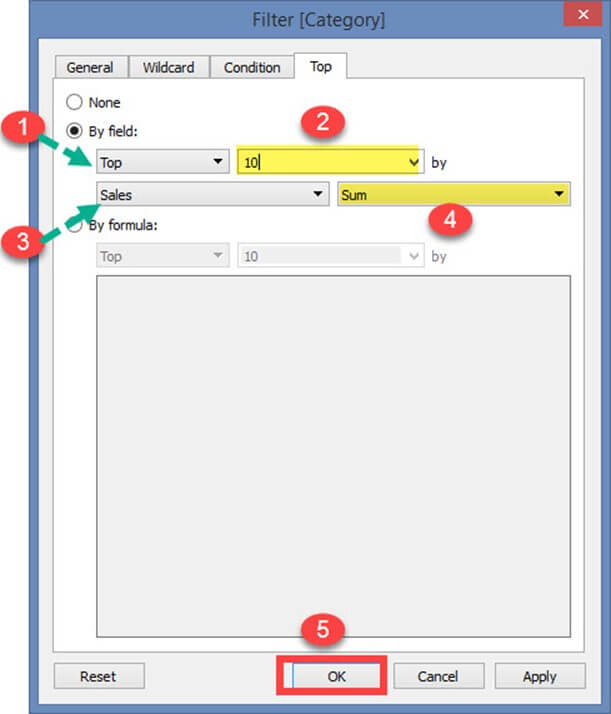 Filter [Category]
x
General Wildcard Condition Top
None
2
1
By field:
Top 10 by
Sales Sum
4
3
By formula:
Top 10 by
5
Reset OK Cancel Apply